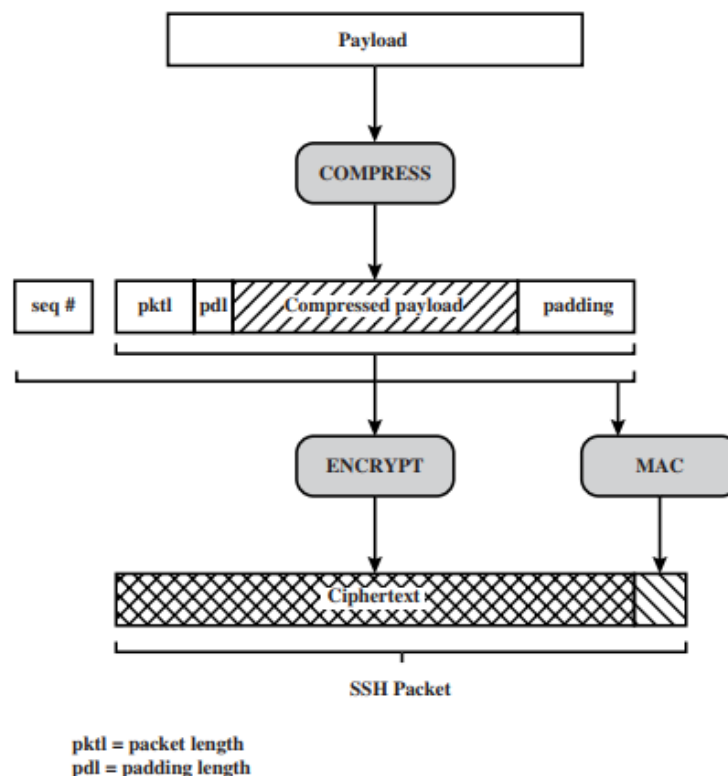 Payload
COMPRESS
seq # pktl pdl Compressed payload padding
ENCRYPT MAC
Ciphertext
SSH Packet
pktl = packet length
pdl = padding length